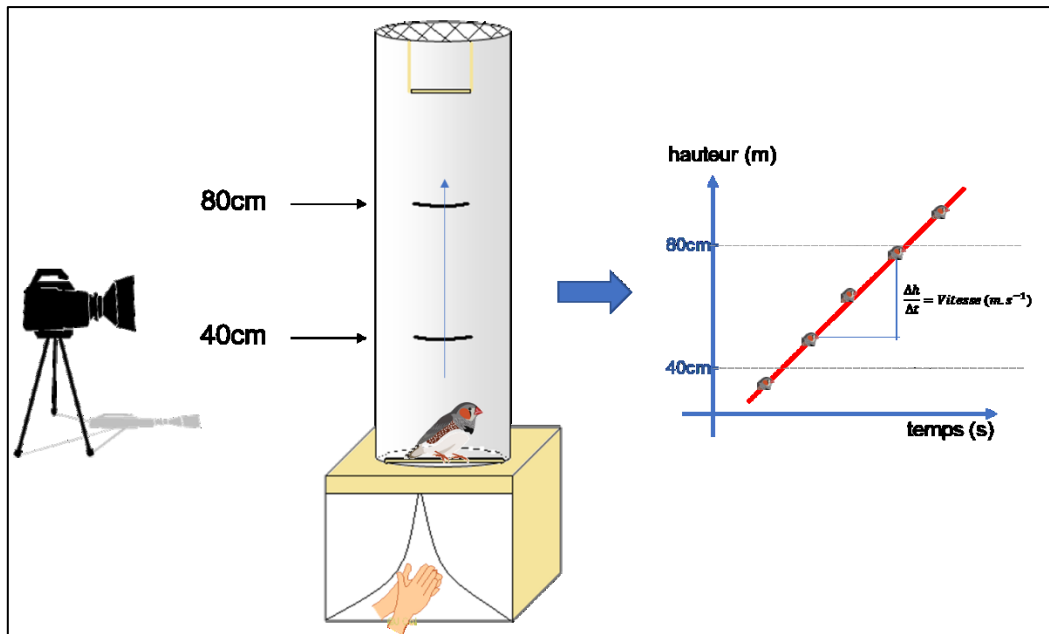 80cm
40cm
hauteur (m)
80cm
Δh
Δt
= Vitesse (m.s⁻¹)
40cm
temps (s)